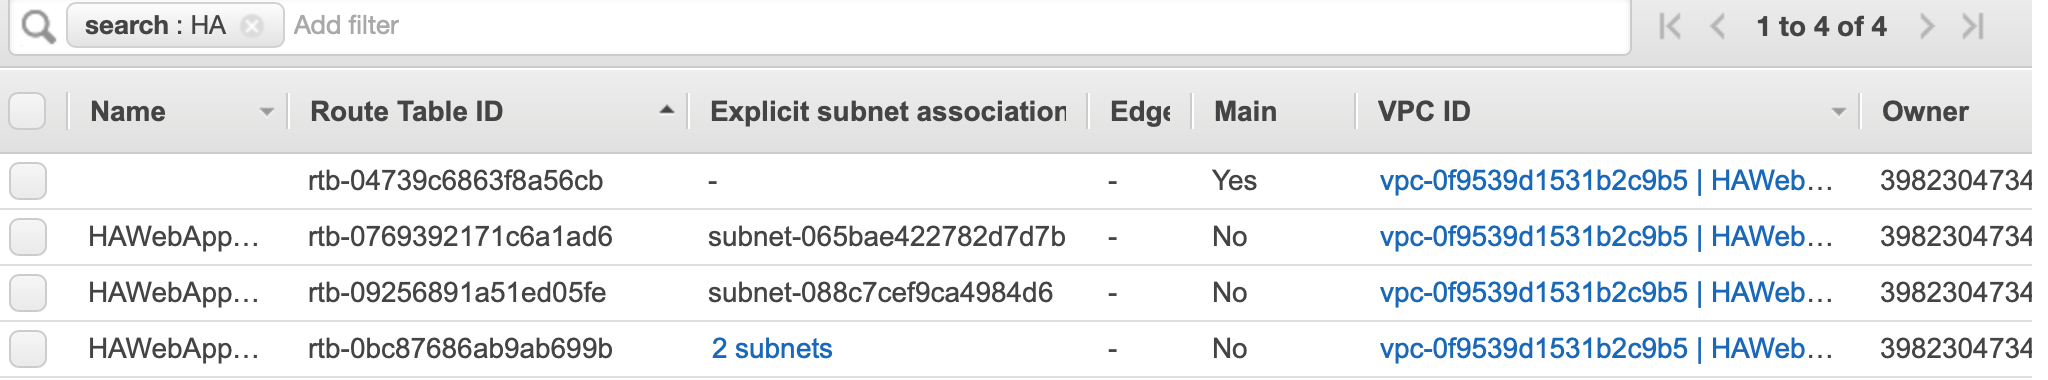 search : HA Add filter 1 to 4 of 4
Name Route Table ID Explicit subnet association Edge Main VPC ID Owner
rtb-04739c6863f8a56cb - - Yes vpc-0f9539d1531b2c9b5 | HAWeb... 3982304734
HAWebApp... rtb-0769392171c6a1ad6 subnet-065bae422782d7d7b - No vpc-0f9539d1531b2c9b5 | HAWeb... 3982304734
HAWebApp... rtb-09256891a51ed05fe subnet-088c7cef9ca4984d6 - No vpc-0f9539d1531b2c9b5 | HAWeb... 3982304734
HAWebApp... rtb-0bc87686ab9ab699b 2 subnets - No vpc-0f9539d1531b2c9b5 | HAWeb... 3982304734